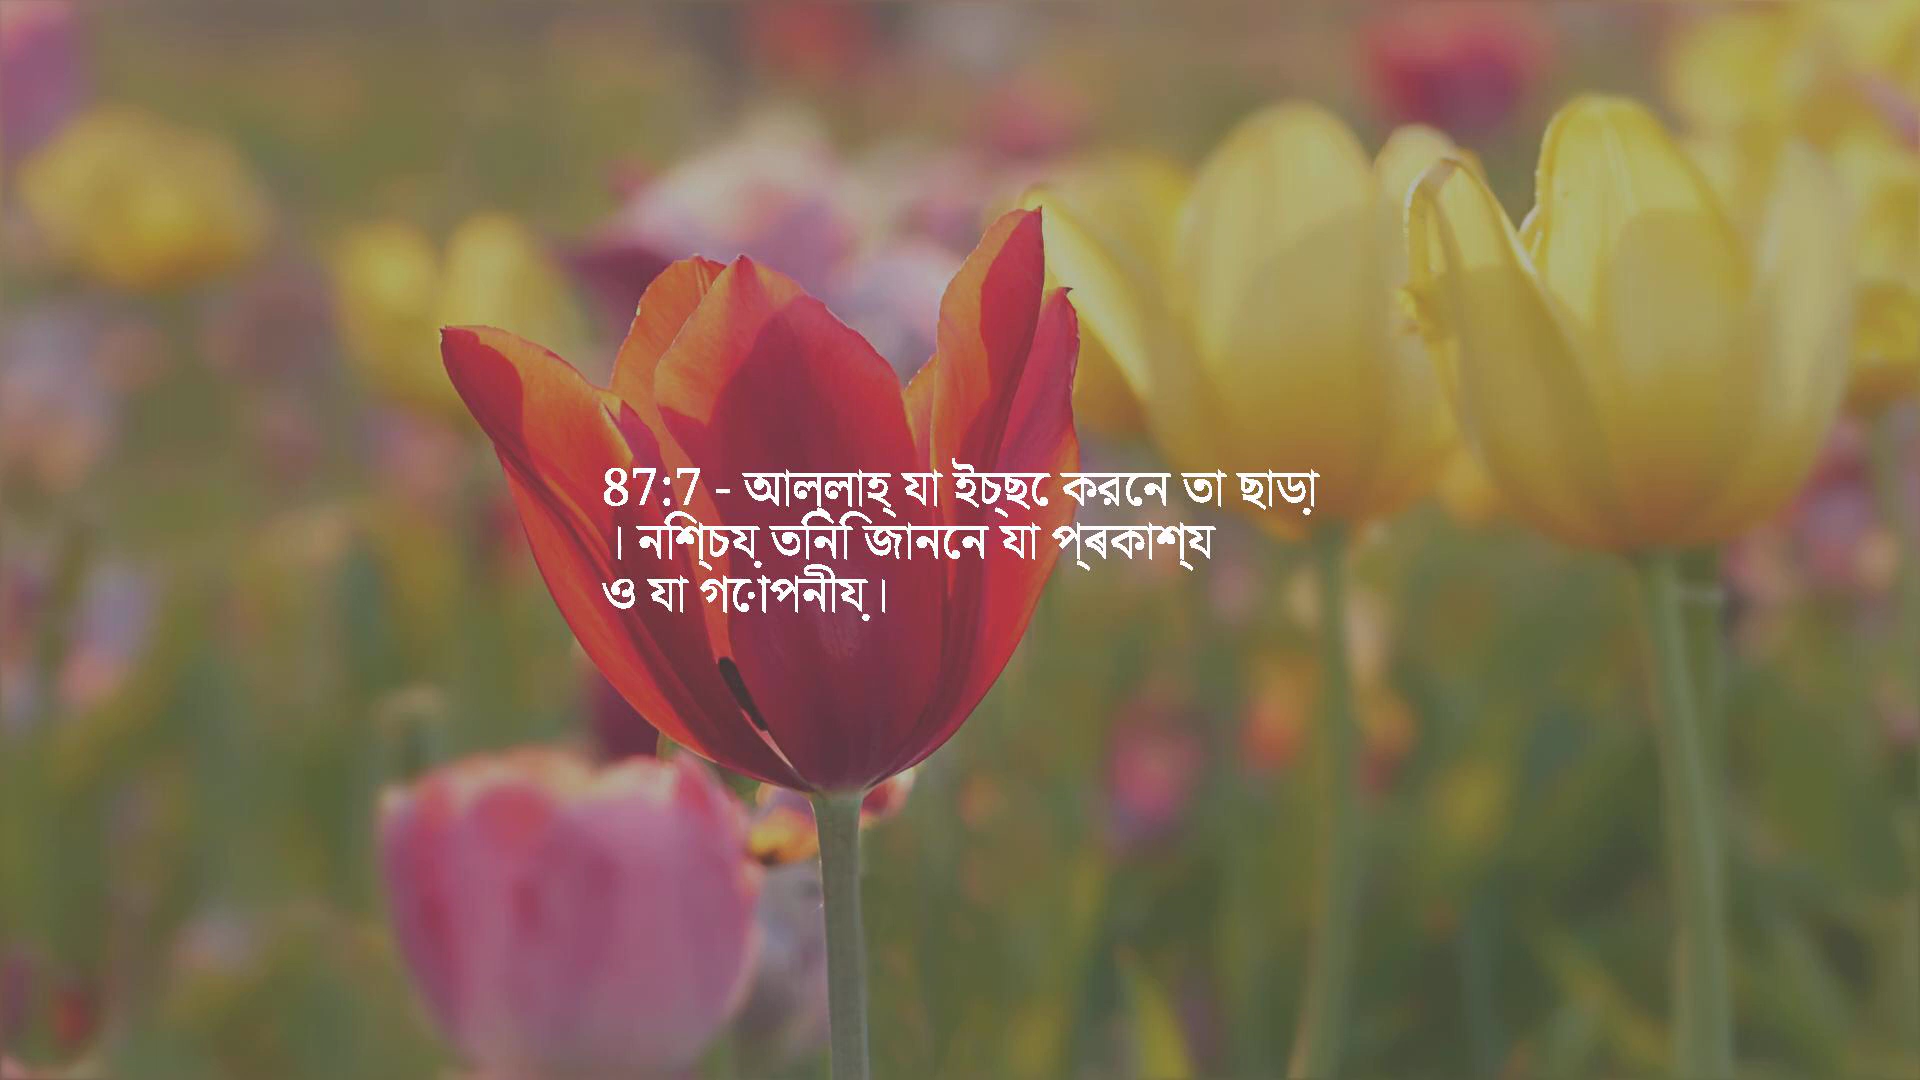 87:7 - আল্লাহ্ যা ইচ্ছে করেন তা ছাড়া
। নিশ্চয় তিনি জানেন যা প্রকাশ্য
ও যা গোপনীয়।